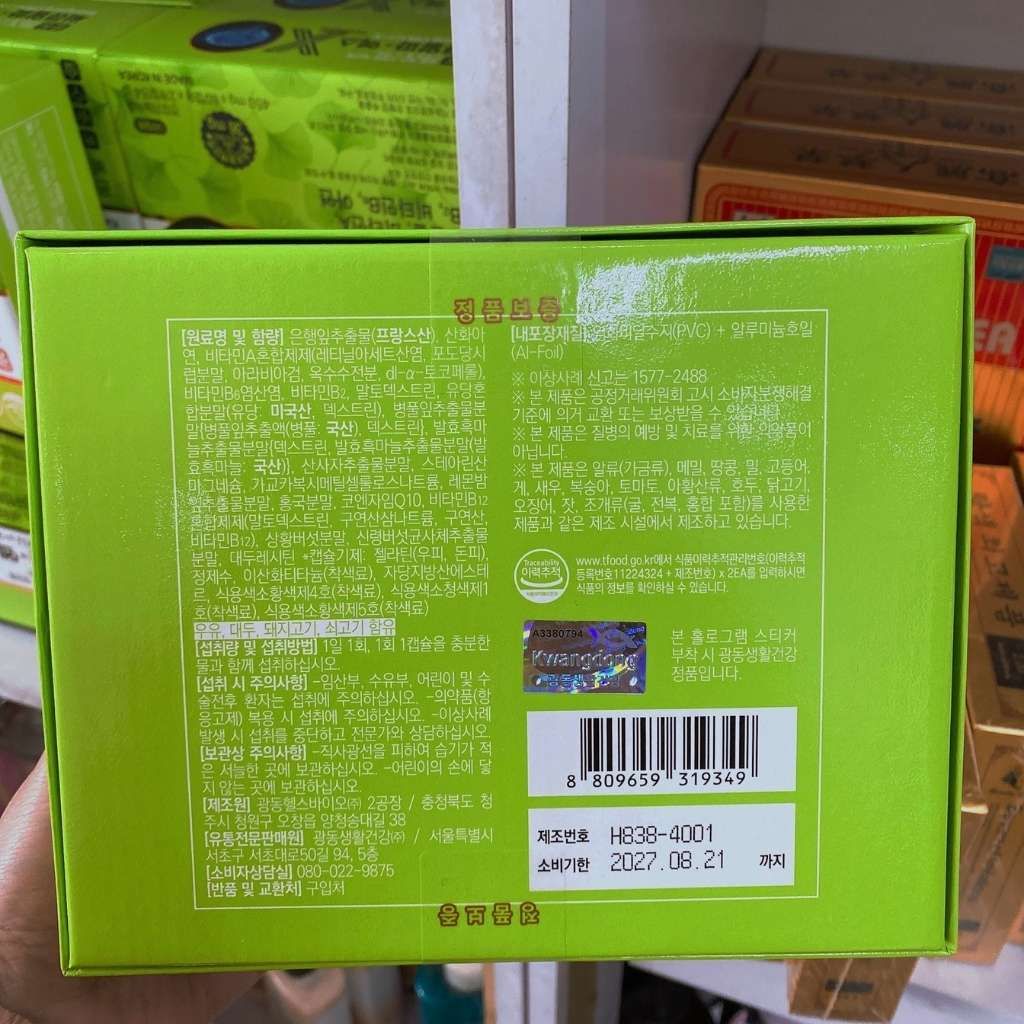 MADE IN KOREA
450 mg
정품보증
[원료명 및 함량] 은행잎추출물(프랑스산), 산화아
연, 비타민A혼합제제(레티닐아세트산염, 포도당시
럽분말, 아라비아검, 옥수수전분, dl-α-토코페롤),
비타민B₆염산염, 비타민B₂, 말토덱스트린, 유당혼
합분말(유당: 미국산, 덱스트린), 병풀잎추출물분
말{병풀잎추출액(병풀: 국산), 덱스트린}, 발효흑마
늘추출물분말{덱스트린, 발효흑마늘추출물분말(발
효흑마늘: 국산)}, 산사자추출물분말, 스테아린산
마그네슘, 가교카복시메틸셀룰로스나트륨, 레몬밤
잎추출물분말, 홍국분말, 코엔자임Q10, 비타민B₁₂
혼합제제(말토덱스트린, 구연산삼나트륨, 구연산,
비타민B₁₂), 상황버섯분말, 신령버섯균사체추출물
분말, 대두레시틴 *캡슐기제: 젤라틴(우피, 돈피),
정제수, 이산화티타늄(착색료), 자당지방산에스테
르, 식용색소황색제4호(착색료), 식용색소청색제1
호(착색료), 식용색소황색제5호(착색료)
우유, 대두, 돼지고기, 쇠고기 함유
[섭취량 및 섭취방법] 1일 1회, 1회 1캡슐을 충분한
물과 함께 섭취하십시오.
[섭취 시 주의사항] -임산부, 수유부, 어린이 및 수
술전후 환자는 섭취에 주의하십시오. -의약품(항
응고제) 복용 시 섭취에 주의하십시오. -이상사례
발생 시 섭취를 중단하고 전문가와 상담하십시오.
[보관상 주의사항] -직사광선을 피하여 습기가 적
은 서늘한 곳에 보관하십시오. -어린이의 손에 닿
지 않는 곳에 보관하십시오.
[제조원] 광동헬스바이오㈜ 2공장 / 충청북도 청
주시 청원구 오창읍 양청송대길 38
[유통전문판매원] 광동생활건강㈜ / 서울특별시
서초구 서초대로50길 94, 5층
[소비자상담실] 080-022-9875
[반품 및 교환처] 구입처
[내포장재질] 수지(PVC) + 알루미늄호일
(Al-Foil)
※ 이상사례 신고는 1577-2488
※ 본 제품은 공정거래위원회 고시 소비자분쟁해결
기준에 의거 교환 또는 보상받을 수 있습니다.
※ 본 제품은 질병의 예방 및 치료를 위한 의약품이
아닙니다.
※ 본 제품은 알류(가금류), 메밀, 땅콩, 밀, 고등어,
게, 새우, 복숭아, 토마토, 아황산류, 호두, 닭고기,
오징어, 잣, 조개류(굴, 전복, 홍합 포함)를 사용한
제품과 같은 제조 시설에서 제조하고 있습니다.
Traceability
이력추적
www.tfood.go.kr에서 식품이력추적관리번호(이력추적
등록번호11224324 + 제조번호) x 2EA를 입력하시면
식품의 정보를 확인하실 수 있습니다.
A3380794
Kwangdong
본 홀로그램 스티커
부착 시 광동생활건강
정품입니다.
8 809659 319349
제조번호 H838-4001
소비기한 2027.08.21 까지
정품보증